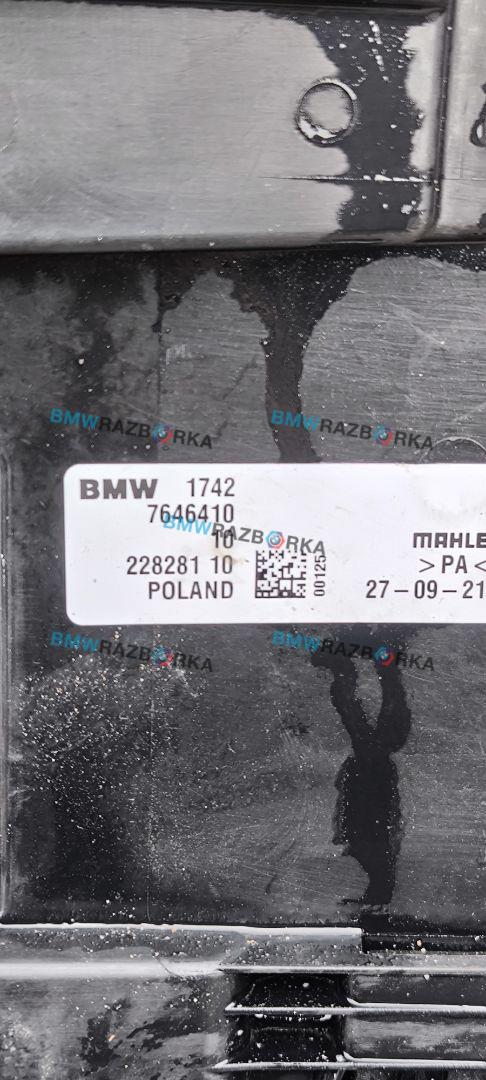 BMWRAZBORKA BMWRAZBORKA
BMW 1742
7646410
10
BMWRAZBORKA
228281 10
POLAND
00125
MAHLE
>PA<
27-09-21
BMWRAZBORKA BMWRAZBORKA